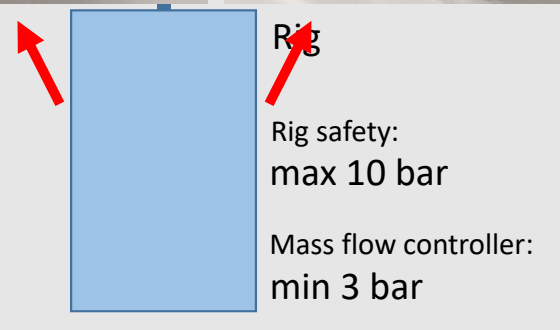 Rig
Rig safety:
max 10 bar
Mass flow controller:
min 3 bar